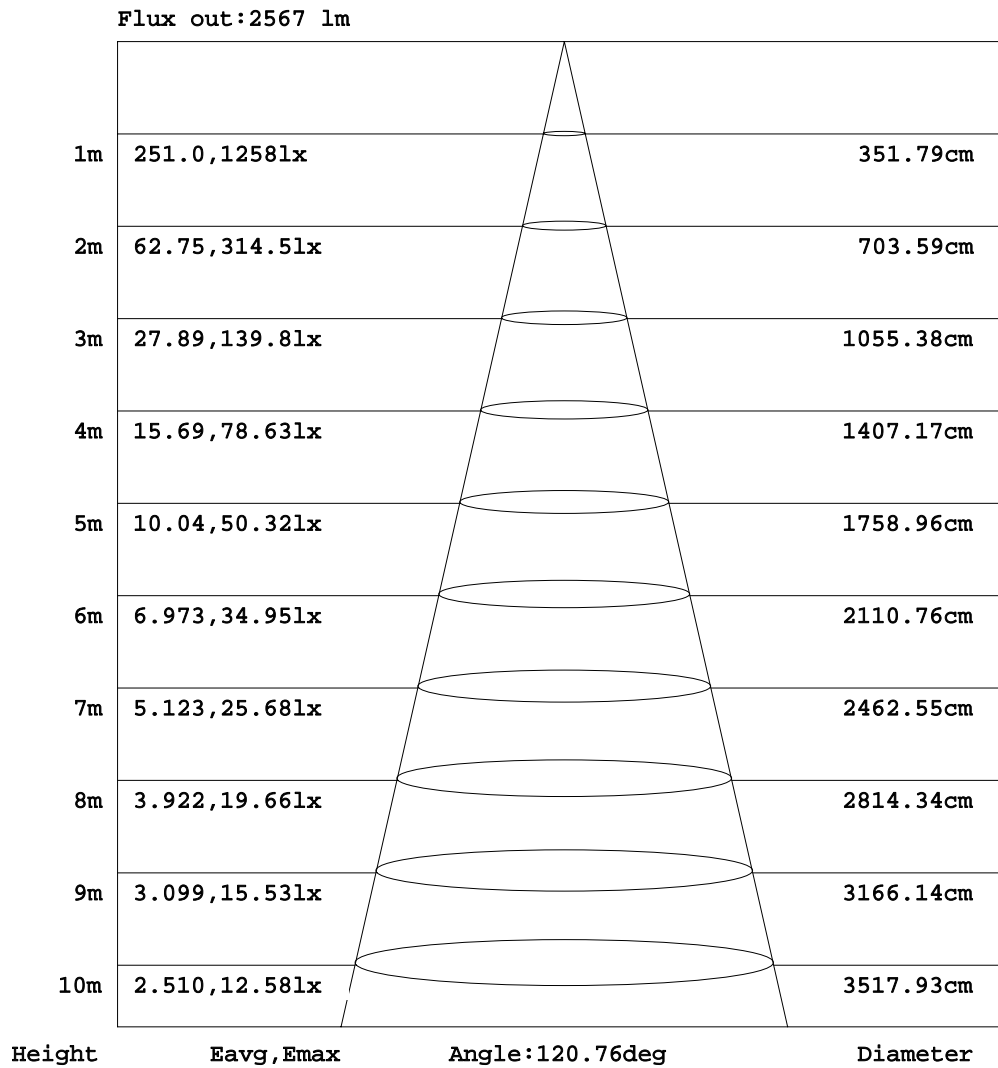 Flux out:2567 lm
1m 251.0,1258lx 351.79cm
2m 62.75,314.5lx 703.59cm
3m 27.89,139.8lx 1055.38cm
4m 15.69,78.63lx 1407.17cm
5m 10.04,50.32lx 1758.96cm
6m 6.973,34.95lx 2110.76cm
7m 5.123,25.68lx 2462.55cm
8m 3.922,19.66lx 2814.34cm
9m 3.099,15.53lx 3166.14cm
10m 2.510,12.58lx 3517.93cm
Height Eavg,Emax Angle:120.76deg Diameter